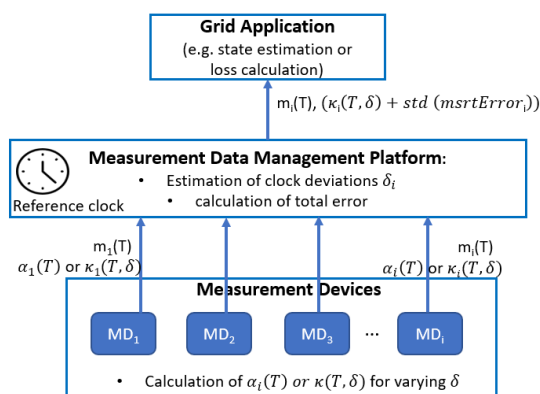 Grid Application
(e.g. state estimation or
loss calculation)
mᵢ(T), (κᵢ(T, δ) + std (msrtErrorᵢ))
Measurement Data Management Platform:
• Estimation of clock deviations δᵢ
• calculation of total error
Reference clock
m₁(T)
α₁(T) or κ₁(T, δ)
mᵢ(T)
αᵢ(T) or κᵢ(T, δ)
Measurement Devices
MD₁ MD₂ MD₃ ... MDᵢ
• Calculation of αᵢ(T) or κ(T, δ) for varying δ